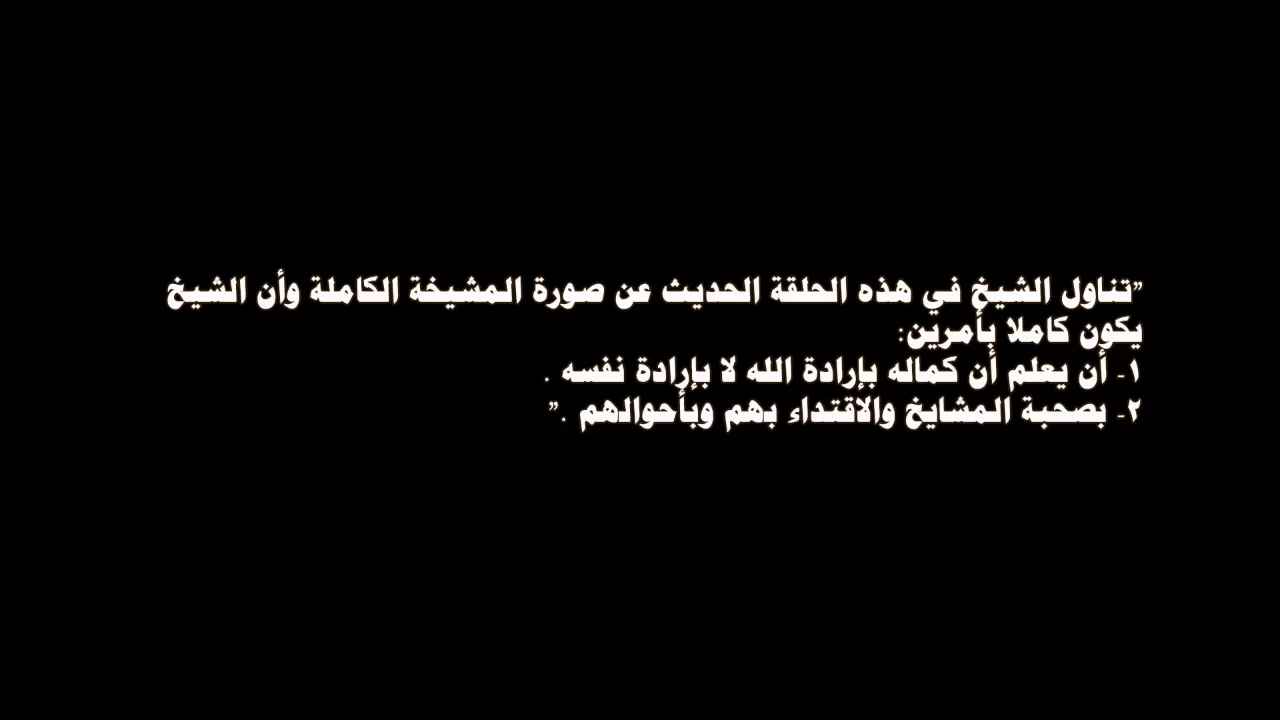 "تناول الشيخ في هذه الحلقة الحديث عن صورة المشيخة الكاملة وأن الشيخ
يكون كاملا بأمرين:
١- أن يعلم أن كماله بإرادة الله لا بإرادة نفسه .
٢- بصحبة المشايخ والاقتداء بهم وبأحوالهم ."